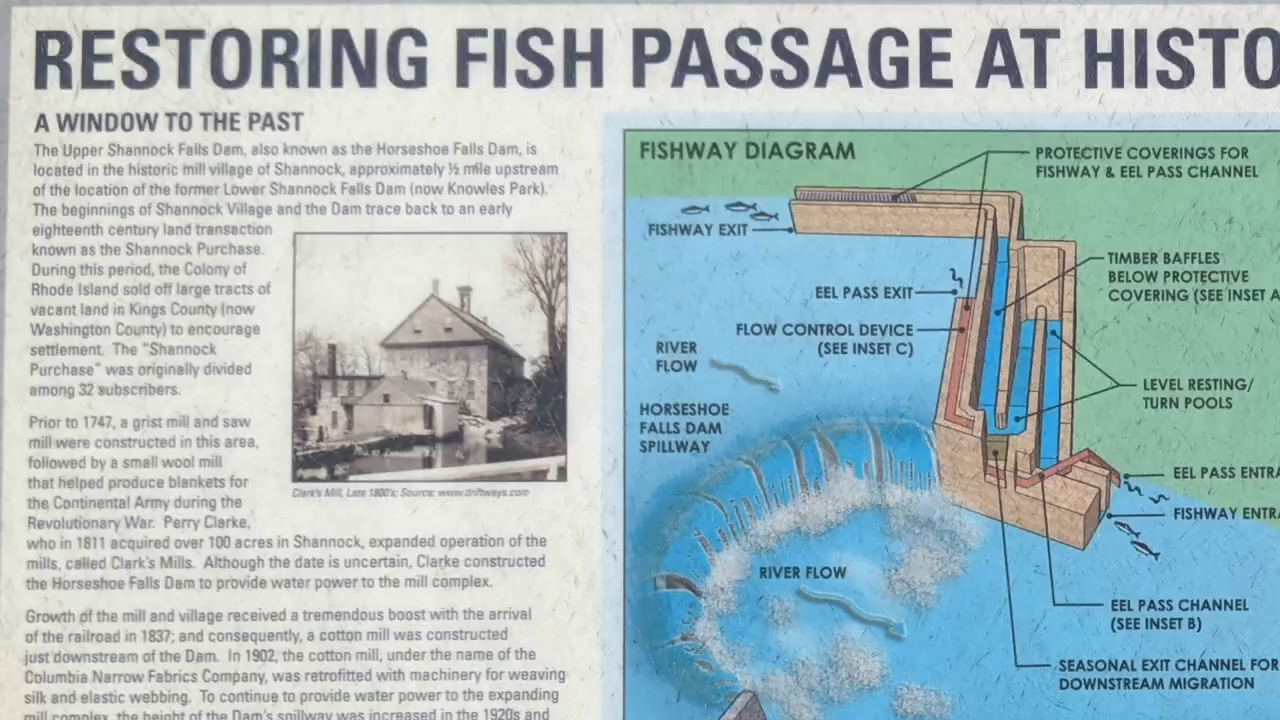 RESTORING FISH PASSAGE AT HISTO
A WINDOW TO THE PAST
The Upper Shannock Falls Dam, also known as the Horseshoe Falls Dam, is
located in the historic mill village of Shannock, approximately ½ mile upstream
of the location of the former Lower Shannock Falls Dam (now Knowles Park).
The beginnings of Shannock Village and the Dam trace back to an early
eighteenth century land transaction
known as the Shannock Purchase.
During this period, the Colony of
Rhode Island sold off large tracts of
vacant land in Kings County (now
Washington County) to encourage
settlement. The "Shannock
Purchase" was originally divided
among 32 subscribers.
Prior to 1747, a grist mill and saw
mill were constructed in this area,
followed by a small wool mill
that helped produce blankets for
the Continental Army during the
Revolutionary War. Perry Clarke,
who in 1811 acquired over 100 acres in Shannock, expanded operation of the
mills, called Clark's Mills. Although the date is uncertain, Clarke constructed
the Horseshoe Falls Dam to provide water power to the mill complex.
Clark's Mill, Late 1800's; Source: www.driftways.com
Growth of the mill and village received a tremendous boost with the arrival
of the railroad in 1837; and consequently, a cotton mill was constructed
just downstream of the Dam. In 1902, the cotton mill, under the name of the
Columbia Narrow Fabrics Company, was retrofitted with machinery for weaving
silk and elastic webbing. To continue to provide water power to the expanding
mill complex, the height of the Dam's spillway was increased in the 1920s and
FISHWAY DIAGRAM
PROTECTIVE COVERINGS FOR
FISHWAY & EEL PASS CHANNEL
FISHWAY EXIT
TIMBER BAFFLES
BELOW PROTECTIVE
COVERING (SEE INSET A
EEL PASS EXIT
FLOW CONTROL DEVICE
(SEE INSET C)
RIVER
FLOW
LEVEL RESTING/
TURN POOLS
HORSESHOE
FALLS DAM
SPILLWAY
EEL PASS ENTRA
FISHWAY ENTRA
RIVER FLOW
EEL PASS CHANNEL
(SEE INSET B)
SEASONAL EXIT CHANNEL FOR
DOWNSTREAM MIGRATION